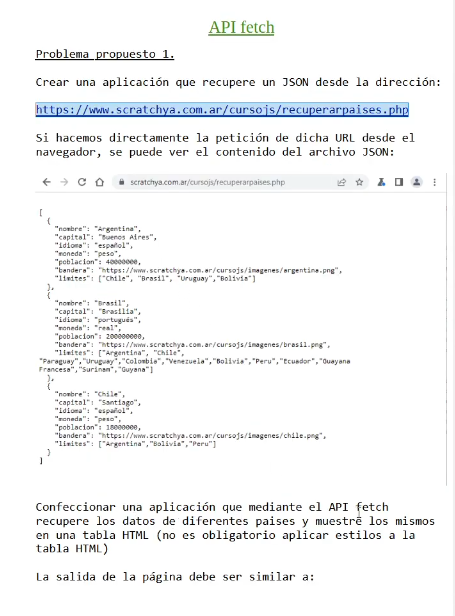 API fetch
Problema propuesto 1.
Crear una aplicación que recupere un JSON desde la dirección:
https://www.scratchya.com.ar/cursojs/recuperarpaises.php
Si hacemos directamente la petición de dicha URL desde el
navegador, se puede ver el contenido del archivo JSON:
scratchya.com.ar/cursojs/recuperarpaises.php
[
{
"nombre": "Argentina",
"capital": "Buenos Aires",
"idioma": "español",
"moneda": "peso",
"poblacion": 40000000,
"bandera": "https://www.scratchya.com.ar/cursojs/imagenes/argentina.png",
"limites": ["Chile", "Brasil", "Uruguay","Bolivia"]
},
{
"nombre": "Brasil",
"capital": "Brasilia",
"idioma": "portugués",
"moneda": "real",
"poblacion": 200000000,
"bandera": "https://www.scratchya.com.ar/cursojs/imagenes/brasil.png",
"limites": ["Argentina", "Chile",
"Paraguay","Uruguay","Colombia","Venezuela","Bolivia","Peru","Ecuador","Guayana
Francesa","Surinam","Guyana"]
},
{
"nombre": "Chile",
"capital": "Santiago",
"idioma": "español",
"moneda": "peso",
"poblacion": 18000000,
"bandera": "https://www.scratchya.com.ar/cursojs/imagenes/chile.png",
"limites": ["Argentina","Bolivia","Peru"]
}
]
Confeccionar una aplicación que mediante el API fetch
recupere los datos de diferentes paises y muestre los mismos
en una tabla HTML (no es obligatorio aplicar estilos a la
tabla HTML)
La salida de la página debe ser similar a: